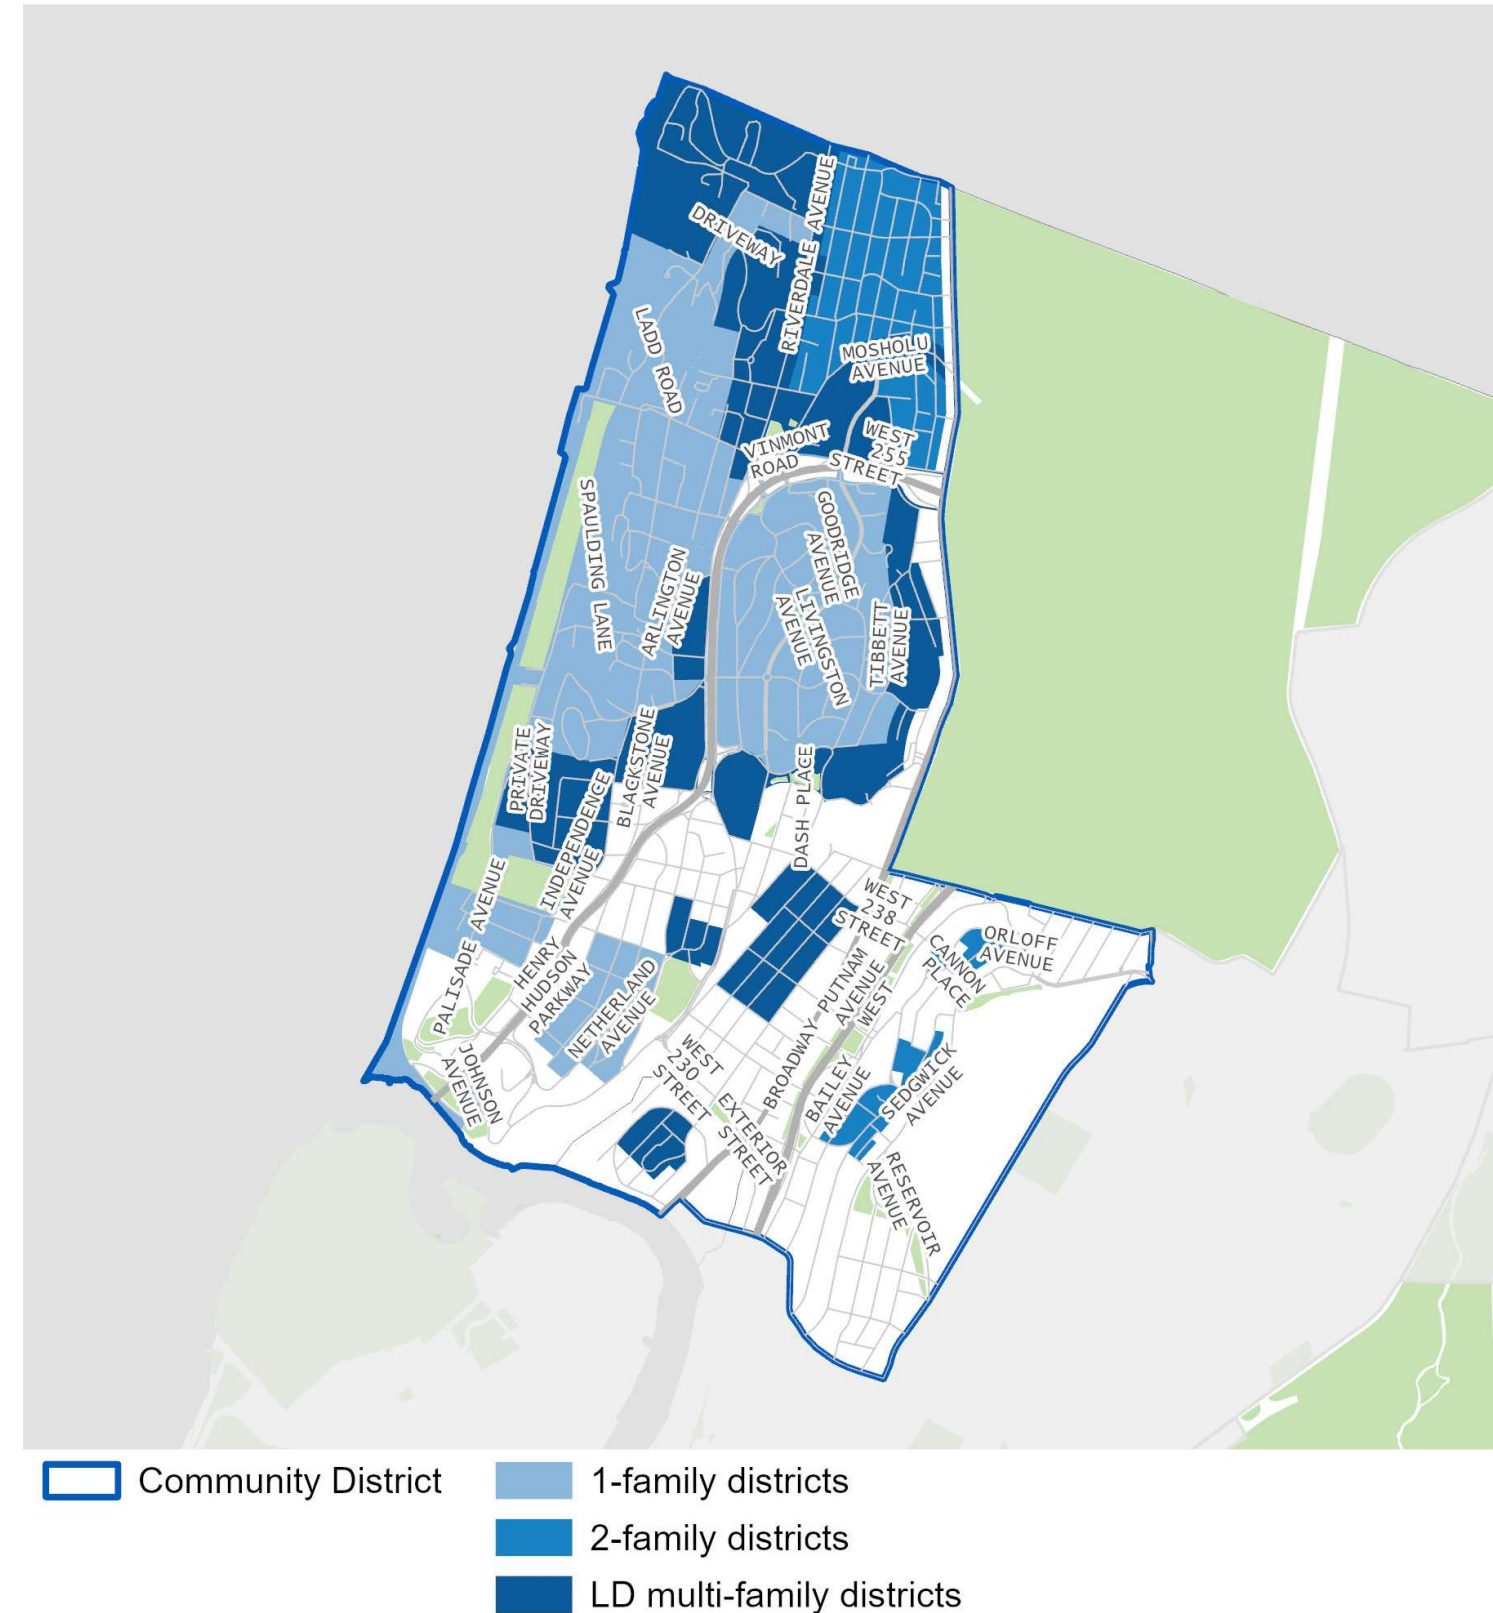 DRIVEWAY
RIVERDALE AVENUE
LADD ROAD
MOSHOLU
AVENUE
VINMONT
ROAD
WEST
255
STREET
SPAULDING LANE
GOODRIDGE
AVENUE
ARLINGTON
AVENUE
LIVINGSTON
AVENUE
TIBBETT
AVENUE
PRIVATE
DRIVEWAY
BLACKSTONE
AVENUE
INDEPENDENCE
AVENUE
DASH PLACE
PALISADE AVENUE
WEST
238
STREET
ORLOFF
AVENUE
CANNON
PLACE
HENRY
HUDSON
PARKWAY
NETHERLAND
AVENUE
PUTNAM
AVENUE
WEST
BROADWAY
JOHNSON
AVENUE
WEST
230
STREET
BAILEY
AVENUE
SEDGWICK
AVENUE
EXTERIOR
STREET
RESERVOIR
AVENUE
Community District
1-family districts
2-family districts
LD multi-family districts